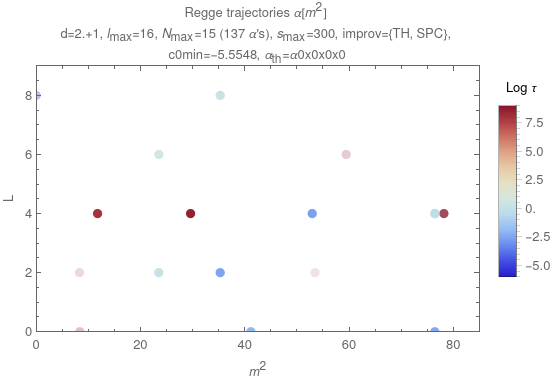 Regge trajectories α[m²]
d=2.+1, lmax=16, Nmax=15 (137 α's), smax=300, improv={TH, SPC},
c0min=−5.5548, αth=α0x0x0x0
Log τ
7.5
5.0
2.5
0.
−2.5
−5.0
L
8
6
4
2
0
0 20 40 60 80
m²